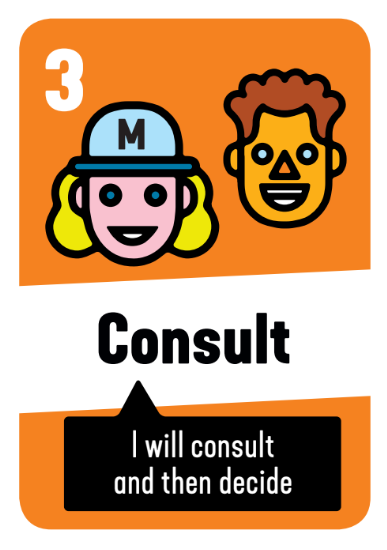 3
M
Consult
I will consult
and then decide